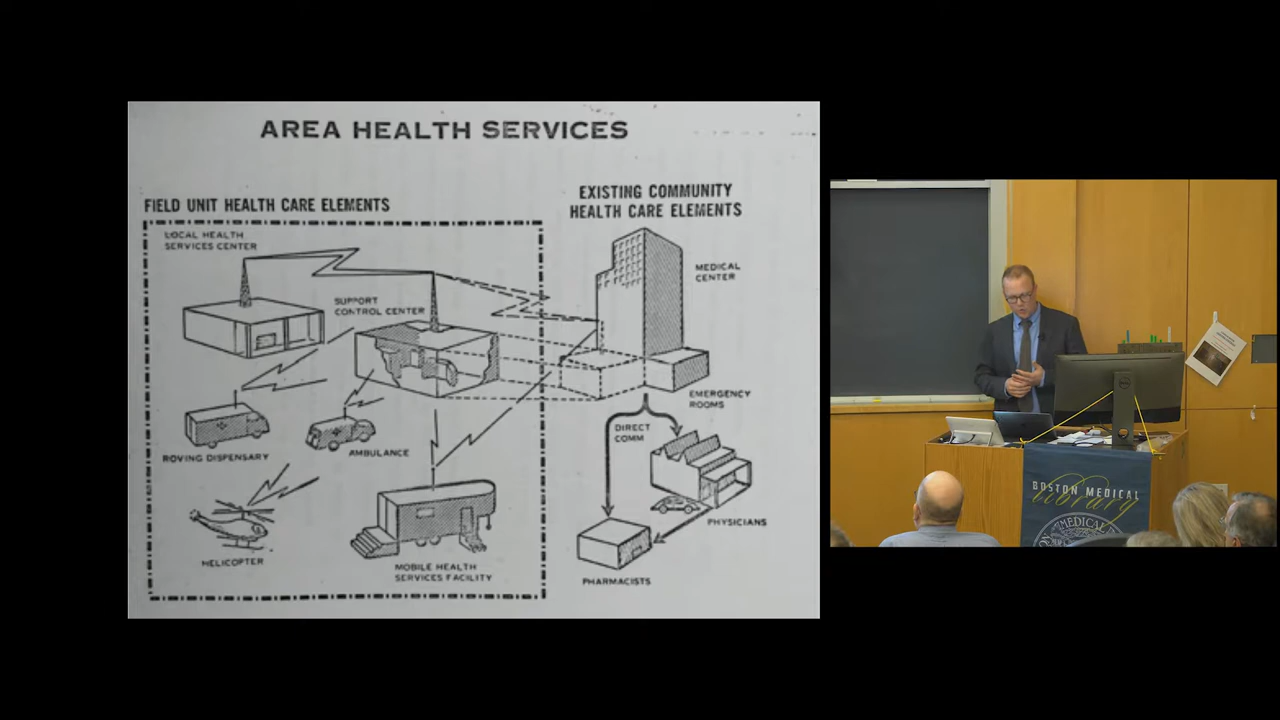 AREA HEALTH SERVICES
FIELD UNIT HEALTH CARE ELEMENTS
EXISTING COMMUNITY
HEALTH CARE ELEMENTS
LOCAL HEALTH
SERVICES CENTER
SUPPORT
CONTROL CENTER
MEDICAL
CENTER
EMERGENCY
ROOMS
DIRECT
COMM
ROVING DISPENSARY
AMBULANCE
PHYSICIANS
HELICOPTER
MOBILE HEALTH
SERVICES FACILITY
PHARMACISTS
BOSTON MEDICAL
library
MEDICAL